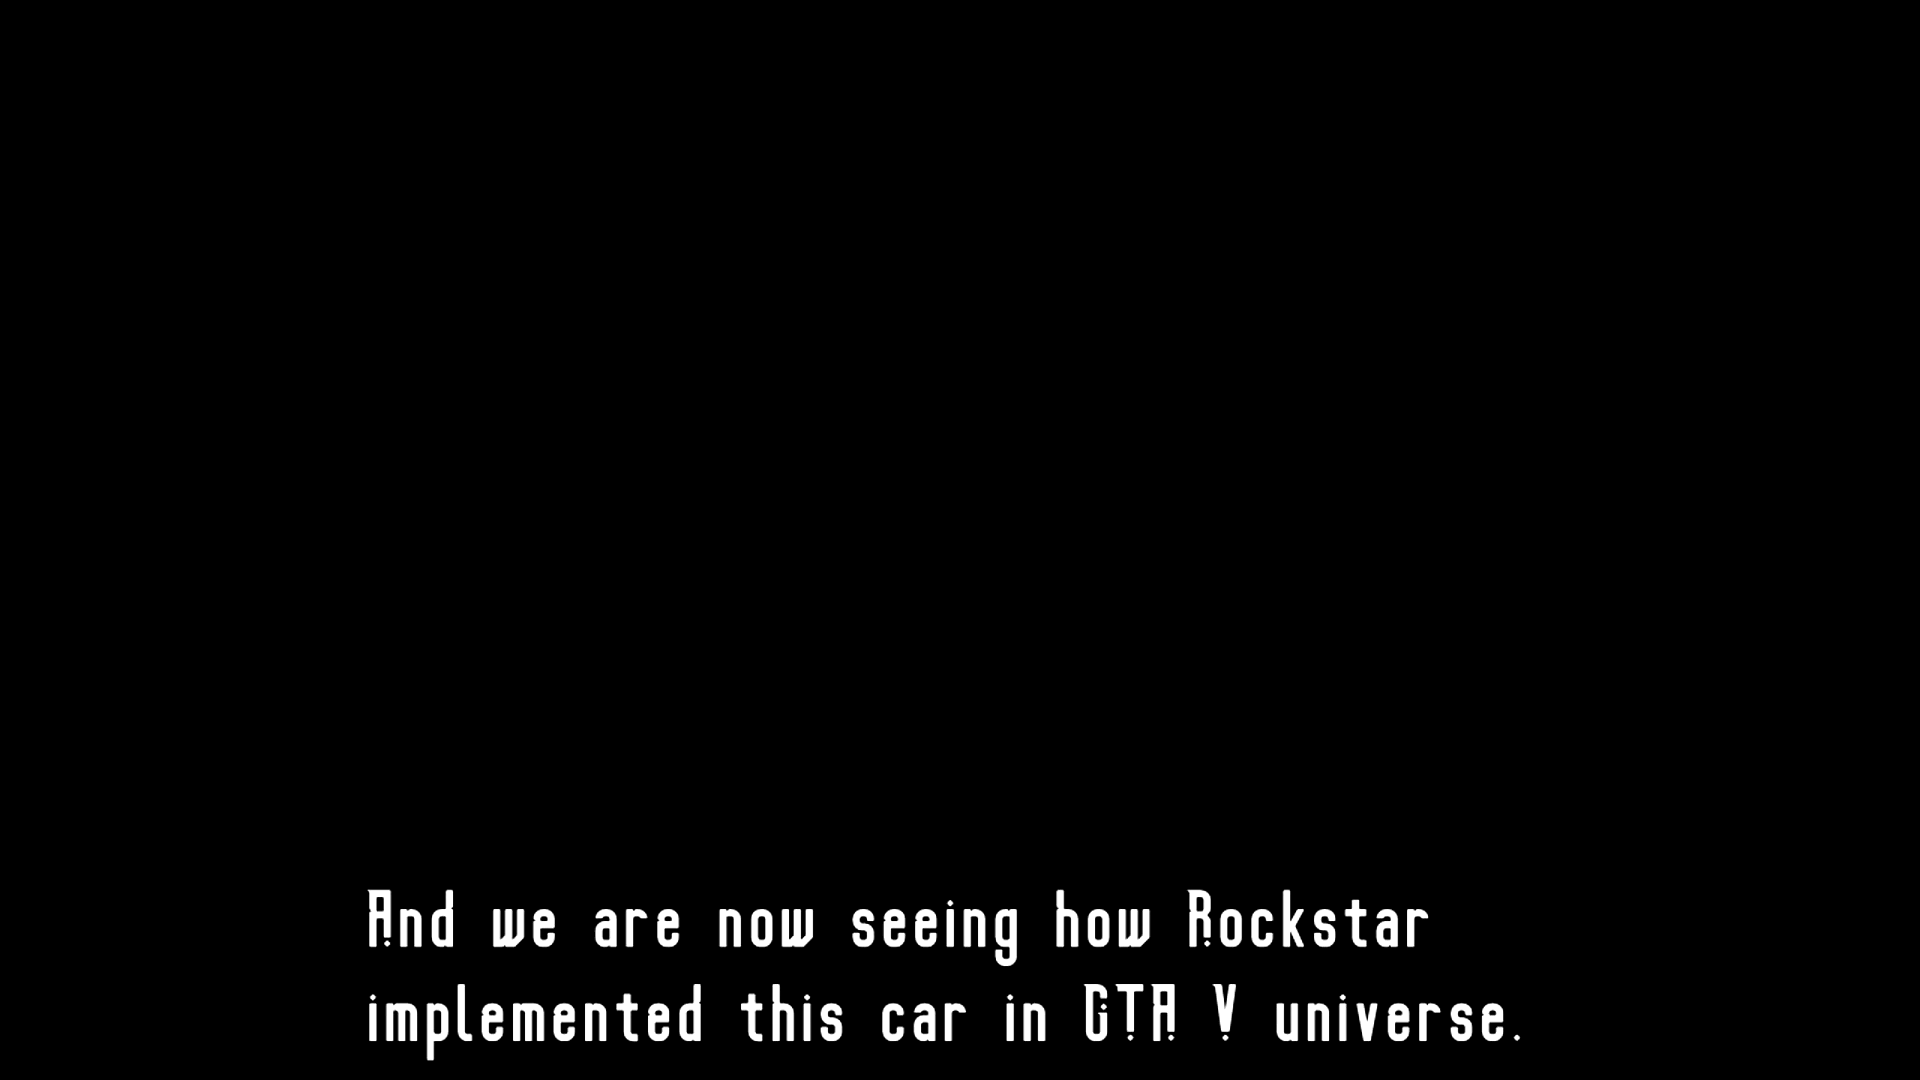 And we are now seeing how Rockstar
implemented this car in GTA V universe.